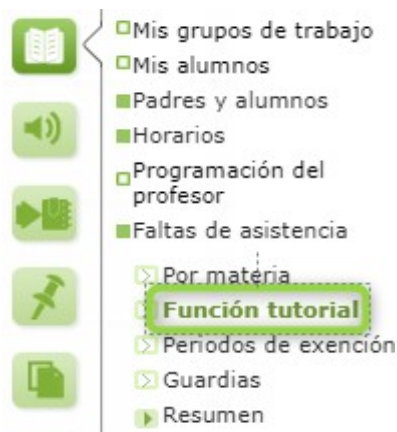 Mis grupos de trabajo
Mis alumnos
Padres y alumnos
Horarios
Programación del
profesor
Faltas de asistencia
Por materia
Función tutorial
Periodos de exención
Guardias
Resumen